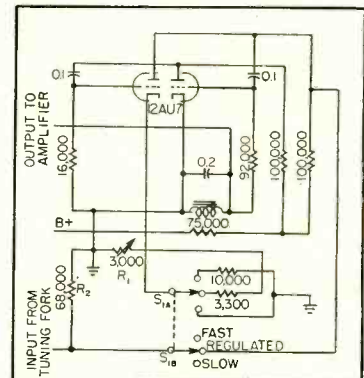 0.1
12AU7
0.1
OUTPUT TO
AMPLIFIER
16,000
0.2
92,000
100,000
100,000
75,000
B+
3,000
R1
68,000
R2
INPUT FROM
TUNING FORK
S1A
10,000
3,300
S1B
FAST
REGULATED
SLOW